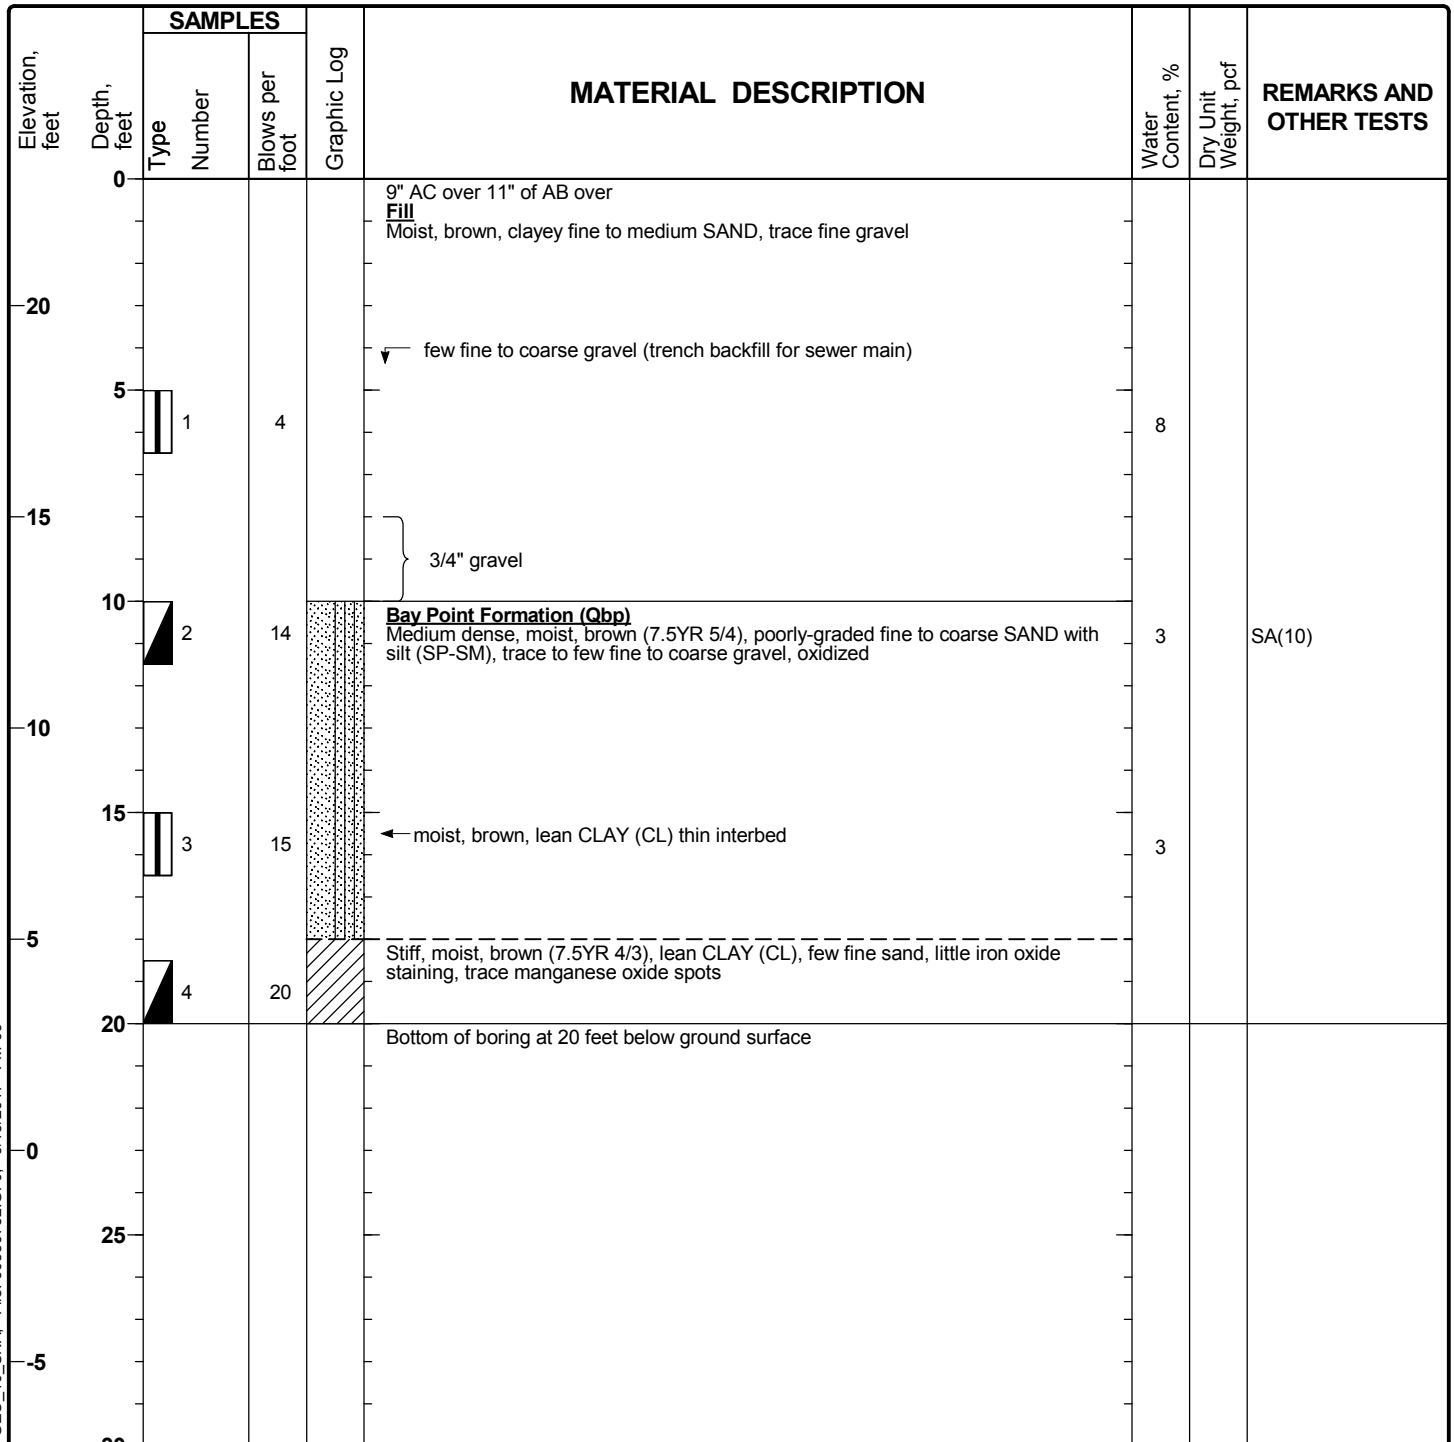 SAMPLES
Elevation,
feet
Depth,
feet
Type
Number
Blows per
foot
Graphic Log
MATERIAL DESCRIPTION
Water
Content, %
Dry Unit
Weight, pcf
REMARKS AND
OTHER TESTS
0
9" AC over 11" of AB over
Fill
Moist, brown, clayey fine to medium SAND, trace fine gravel
20
few fine to coarse gravel (trench backfill for sewer main)
5
1 4 8
15
3/4" gravel
10
Bay Point Formation (Qbp)
2 14 3 SA(10)
Medium dense, moist, brown (7.5YR 5/4), poorly-graded fine to coarse SAND with
silt (SP-SM), trace to few fine to coarse gravel, oxidized
10
15
moist, brown, lean CLAY (CL) thin interbed
3 15 3
5
Stiff, moist, brown (7.5YR 4/3), lean CLAY (CL), few fine sand, little iron oxide
staining, trace manganese oxide spots
4 20
20
Bottom of boring at 20 feet below ground surface
0
25
-5